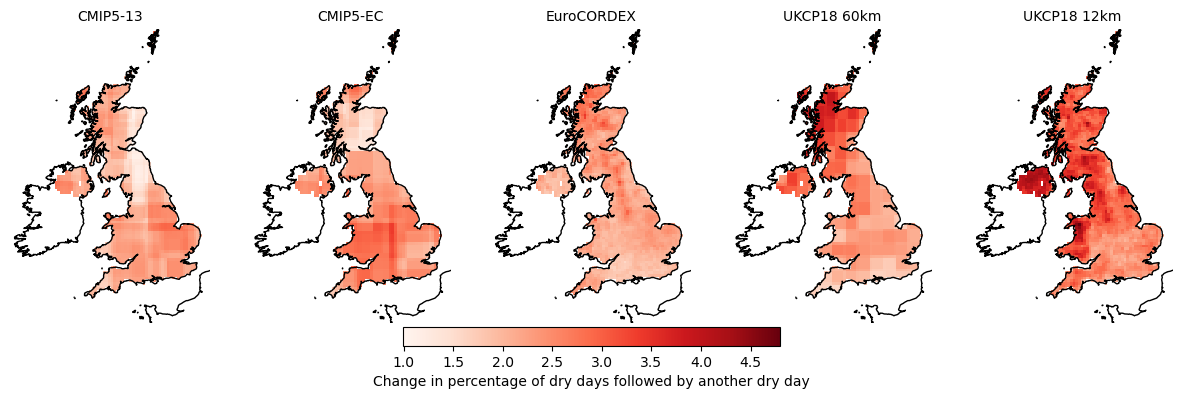 CMIP5-13
CMIP5-EC
EuroCORDEX
UKCP18 60km
UKCP18 12km
1.0 1.5 2.0 2.5 3.0 3.5 4.0 4.5
Change in percentage of dry days followed by another dry day